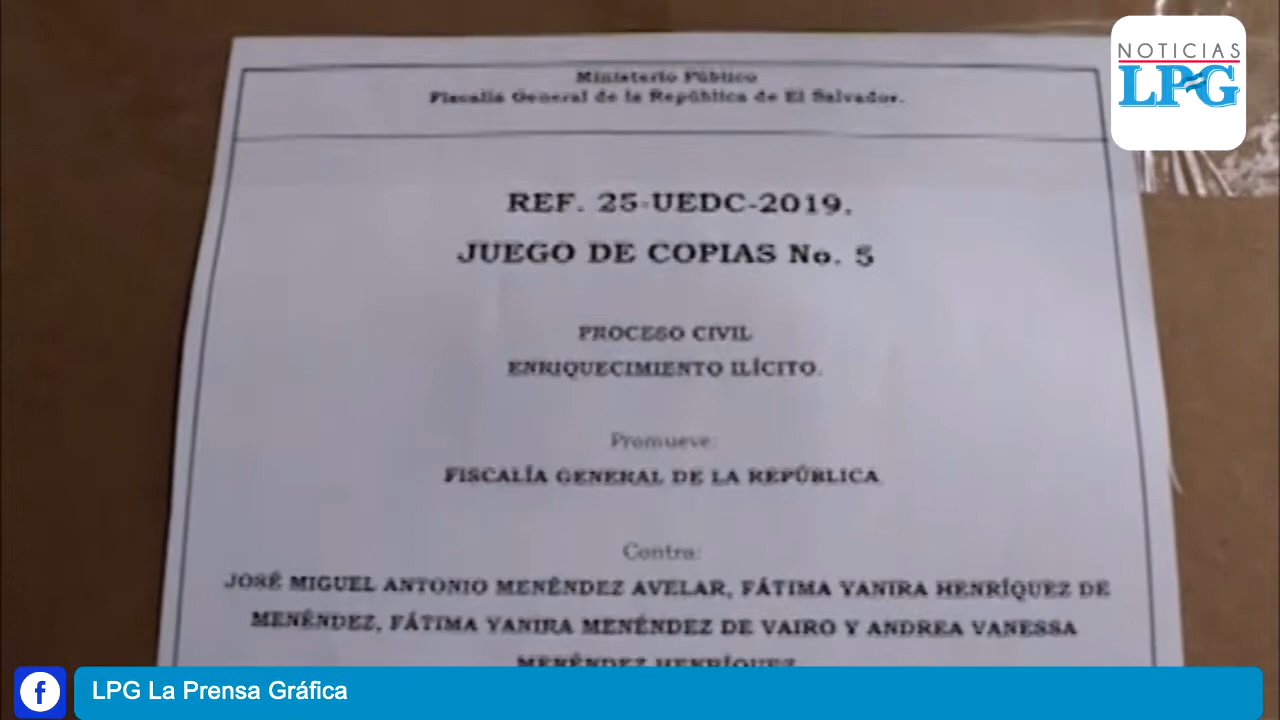 NOTICIAS
LPG
Ministerio Público
Fiscalía General de la República de El Salvador.
REF. 25-UEDC-2019.
JUEGO DE COPIAS No. 5
PROCESO CIVIL
ENRIQUECIMIENTO ILÍCITO.
Promueve:
FISCALÍA GENERAL DE LA REPÚBLICA
Contra:
JOSÉ MIGUEL ANTONIO MENÉNDEZ AVELAR, FÁTIMA YANIRA HENRÍQUEZ DE
MENÉNDEZ, FÁTIMA YANIRA MENÉNDEZ DE VAIRO Y ANDREA VANESSA
MENÉNDEZ HENRÍQUEZ
LPG La Prensa Gráfica